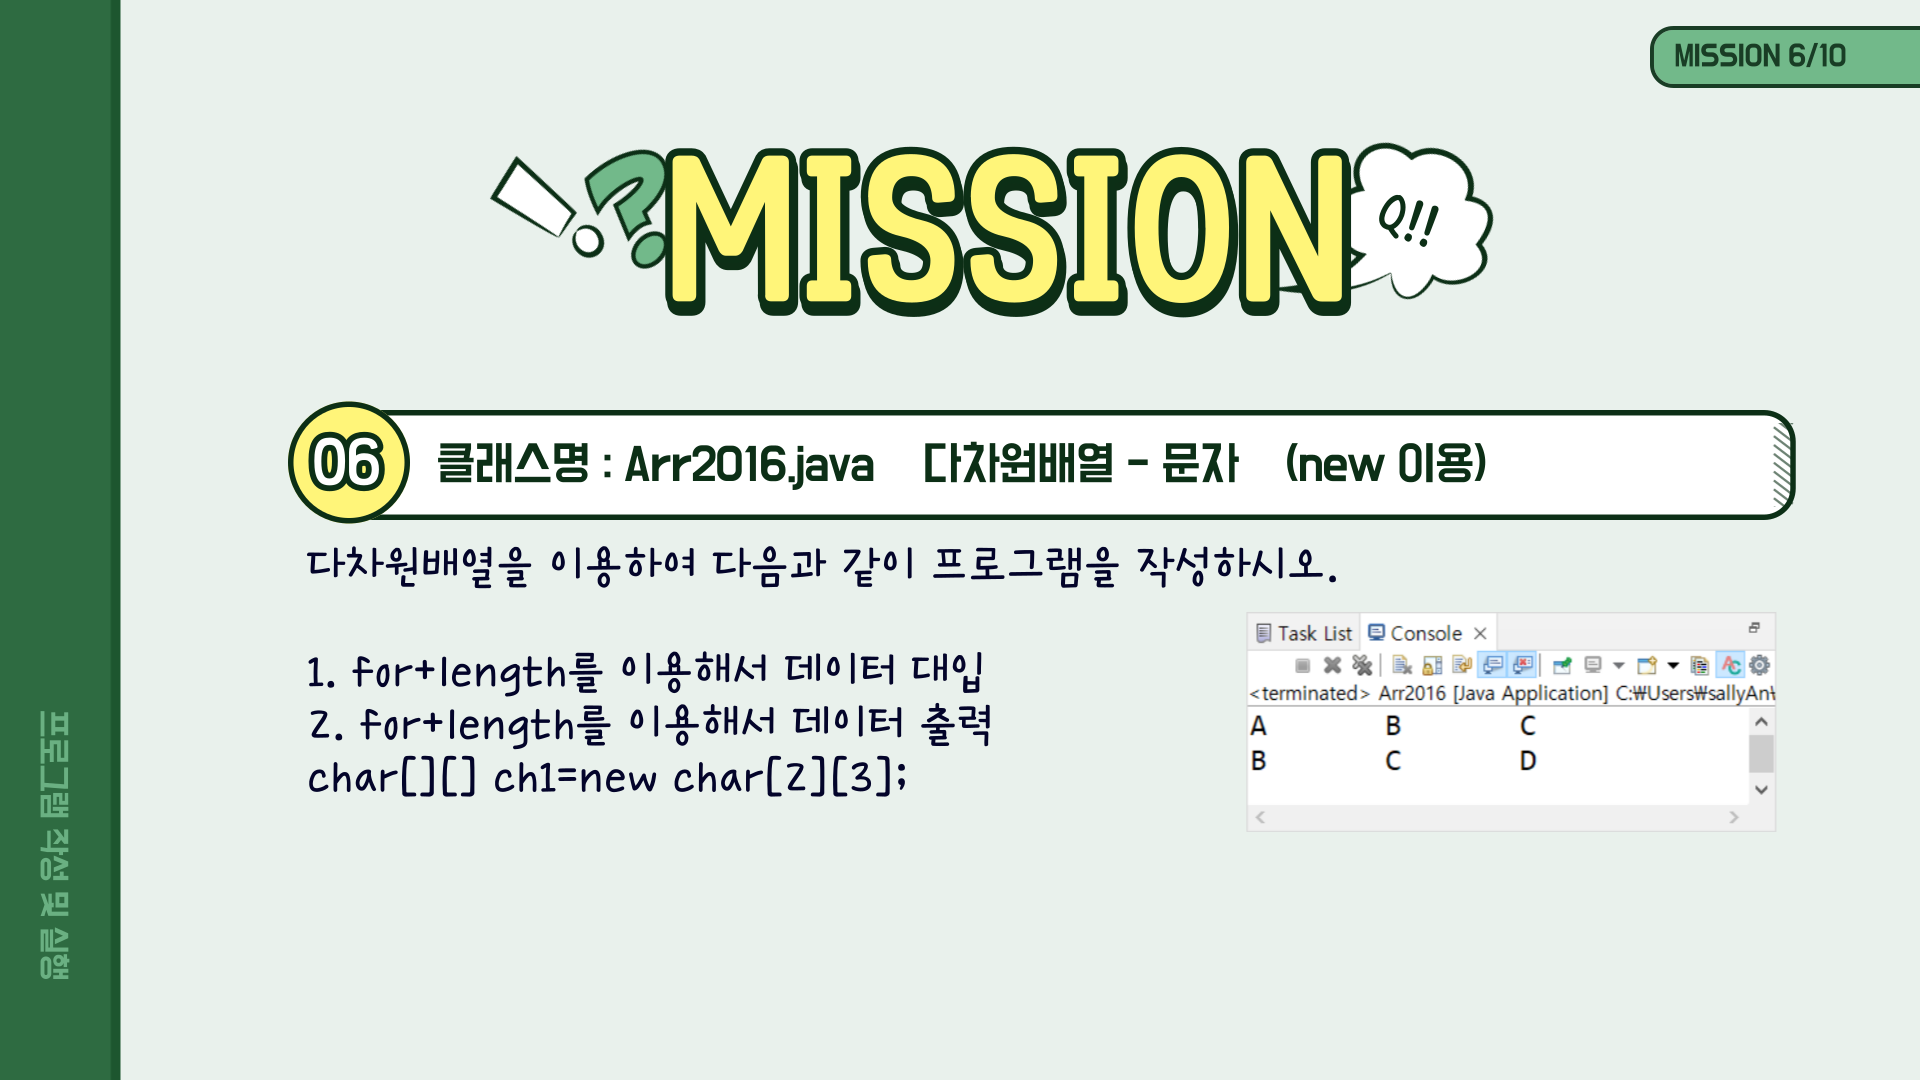 MISSION 6/10
MISSION
Q!!
06 클래스명 : Arr2016.java 다차원배열 - 문자 (new 이용)
다차원배열을 이용하여 다음과 같이 프로그램을 작성하시오.
1. for+length를 이용해서 데이터 대입
2. for+length를 이용해서 데이터 출력
char[][] ch1=new char[2][3];
Task List Console
<terminated> Arr2016 [Java Application] C:₩Users₩sallyAn₩
A B C
B C D
프로그램 작성 및 실행